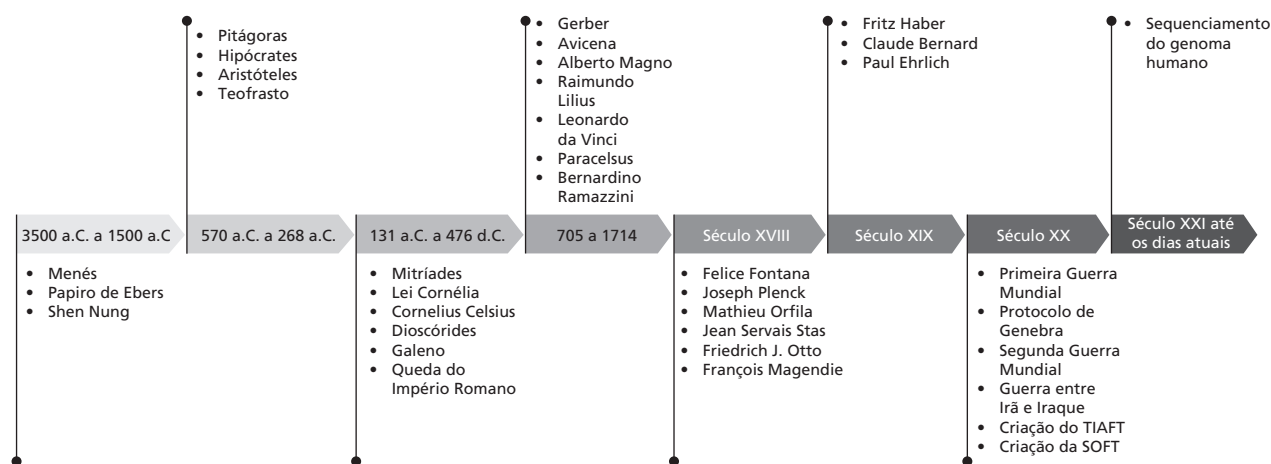 • Pitágoras
• Hipócrates
• Aristóteles
• Teofrasto
• Gerber
• Avicena
• Alberto Magno
• Raimundo
Lilius
• Leonardo
da Vinci
• Paracelsus
• Bernardino
Ramazzini
• Fritz Haber
• Claude Bernard
• Paul Ehrlich
• Sequenciamento
do genoma
humano
3500 a.C. a 1500 a.C
570 a.C. a 268 a.C.
131 a.C. a 476 d.C.
705 a 1714
Século XVIII
Século XIX
Século XX
Século XXI até
os dias atuais
• Menés
• Papiro de Ebers
• Shen Nung
• Mitríades
• Lei Cornélia
• Cornelius Celsius
• Dioscórides
• Galeno
• Queda do
Império Romano
• Felice Fontana
• Joseph Plenck
• Mathieu Orfila
• Jean Servais Stas
• Friedrich J. Otto
• François Magendie
• Primeira Guerra
Mundial
• Protocolo de
Genebra
• Segunda Guerra
Mundial
• Guerra entre
Irã e Iraque
• Criação do TIAFT
• Criação da SOFT